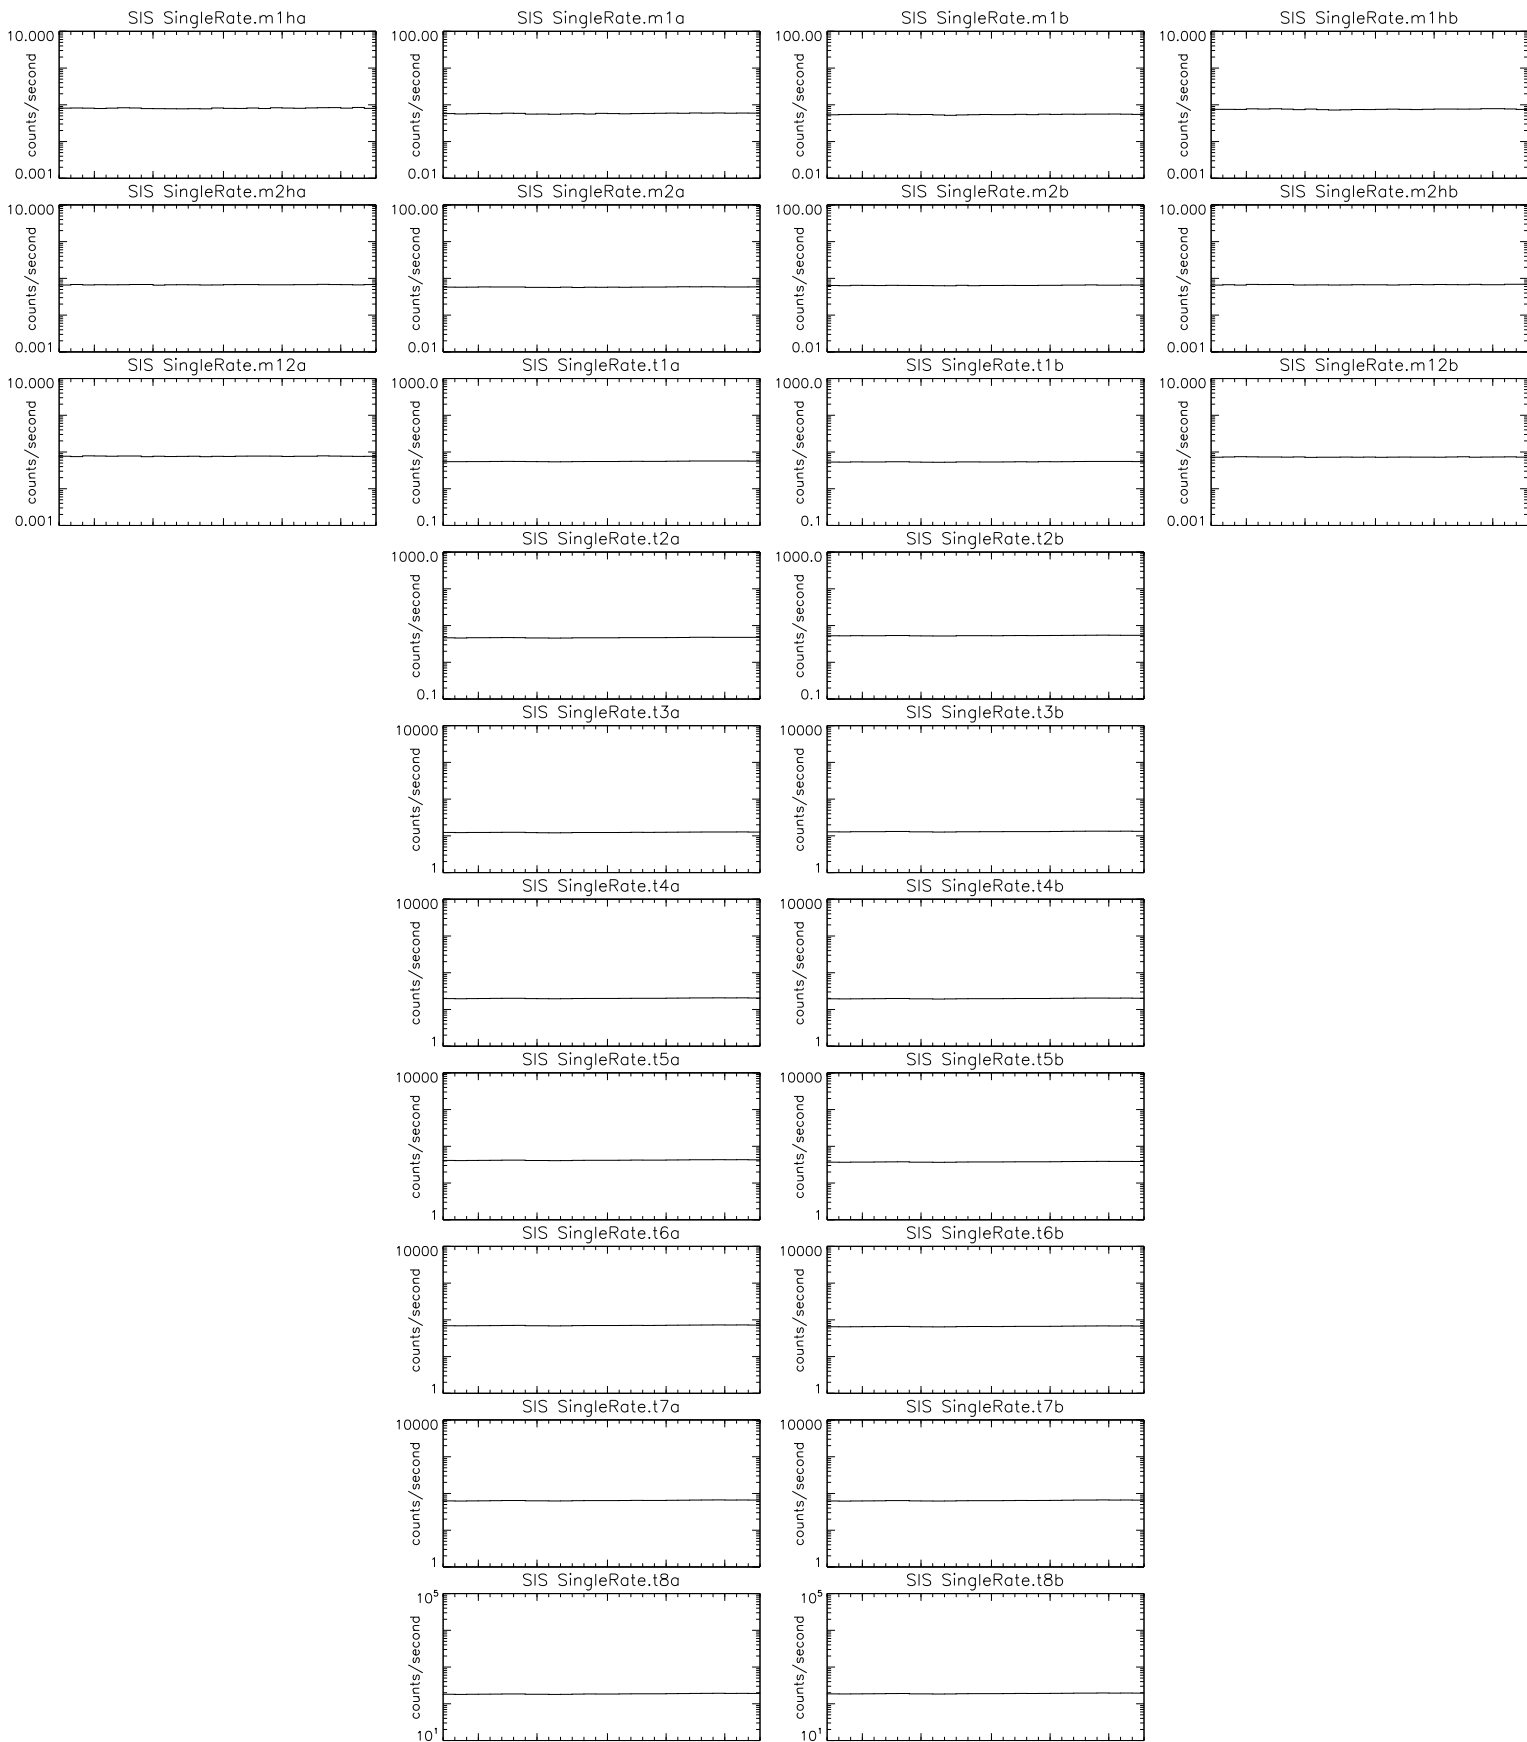 SIS SingleRate.m1ha
SIS SingleRate.m1a
SIS SingleRate.m1b
SIS SingleRate.m1hb
10.000
counts/second
0.001
100.00
counts/second
0.01
100.00
counts/second
0.01
10.000
counts/second
0.001
SIS SingleRate.m2ha
SIS SingleRate.m2a
SIS SingleRate.m2b
SIS SingleRate.m2hb
10.000
counts/second
0.001
100.00
counts/second
0.01
100.00
counts/second
0.01
10.000
counts/second
0.001
SIS SingleRate.m12a
SIS SingleRate.t1a
SIS SingleRate.t1b
SIS SingleRate.m12b
10.000
counts/second
0.001
1000.0
counts/second
0.1
1000.0
counts/second
0.1
10.000
counts/second
0.001
SIS SingleRate.t2a
SIS SingleRate.t2b
1000.0
counts/second
0.1
1000.0
counts/second
0.1
SIS SingleRate.t3a
SIS SingleRate.t3b
10000
counts/second
1
10000
counts/second
1
SIS SingleRate.t4a
SIS SingleRate.t4b
10000
counts/second
1
10000
counts/second
1
SIS SingleRate.t5a
SIS SingleRate.t5b
10000
counts/second
1
10000
counts/second
1
SIS SingleRate.t6a
SIS SingleRate.t6b
10000
counts/second
1
10000
counts/second
1
SIS SingleRate.t7a
SIS SingleRate.t7b
10000
counts/second
1
10000
counts/second
1
SIS SingleRate.t8a
SIS SingleRate.t8b
10⁵
counts/second
10¹
10⁵
counts/second
10¹